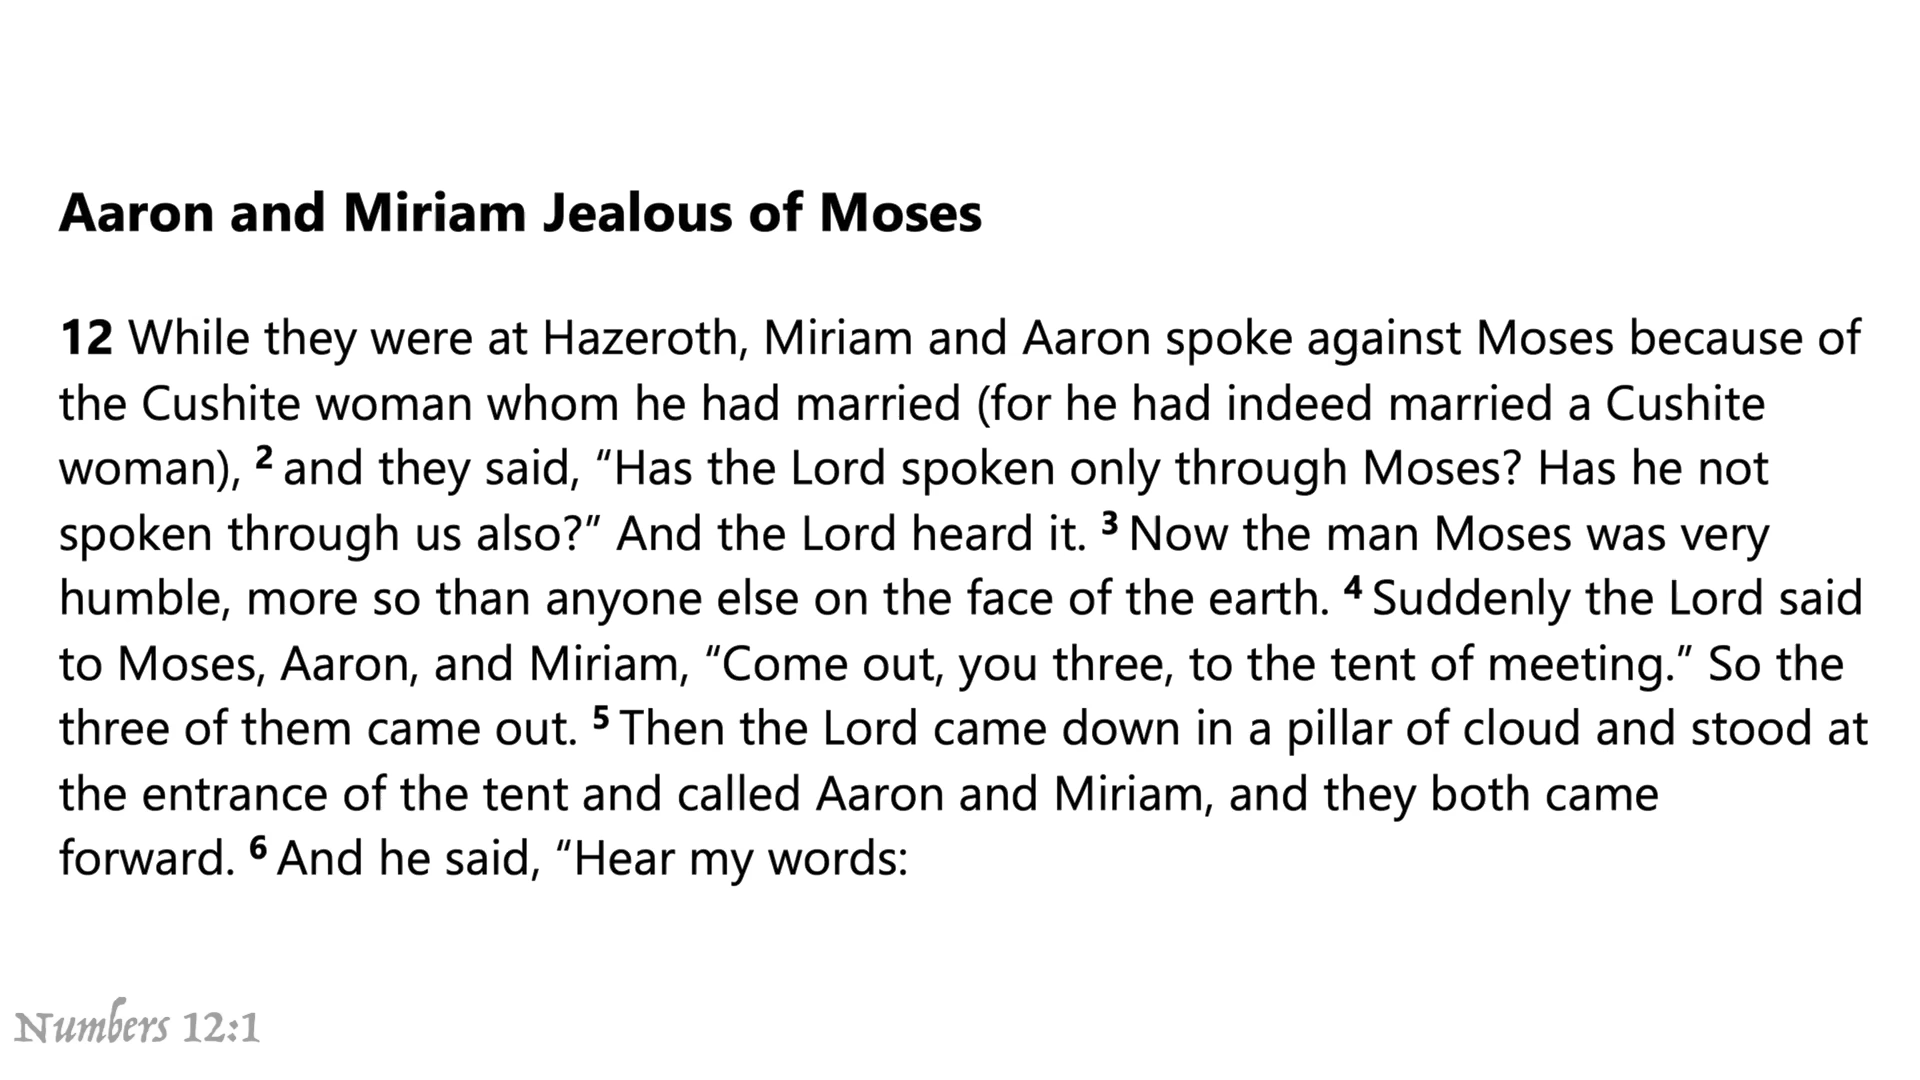 Aaron and Miriam Jealous of Moses
12 While they were at Hazeroth, Miriam and Aaron spoke against Moses because of
the Cushite woman whom he had married (for he had indeed married a Cushite
woman), 2 and they said, “Has the Lord spoken only through Moses? Has he not
spoken through us also?” And the Lord heard it. 3 Now the man Moses was very
humble, more so than anyone else on the face of the earth. 4 Suddenly the Lord said
to Moses, Aaron, and Miriam, “Come out, you three, to the tent of meeting.” So the
three of them came out. 5 Then the Lord came down in a pillar of cloud and stood at
the entrance of the tent and called Aaron and Miriam, and they both came
forward. 6 And he said, “Hear my words:
Numbers 12:1